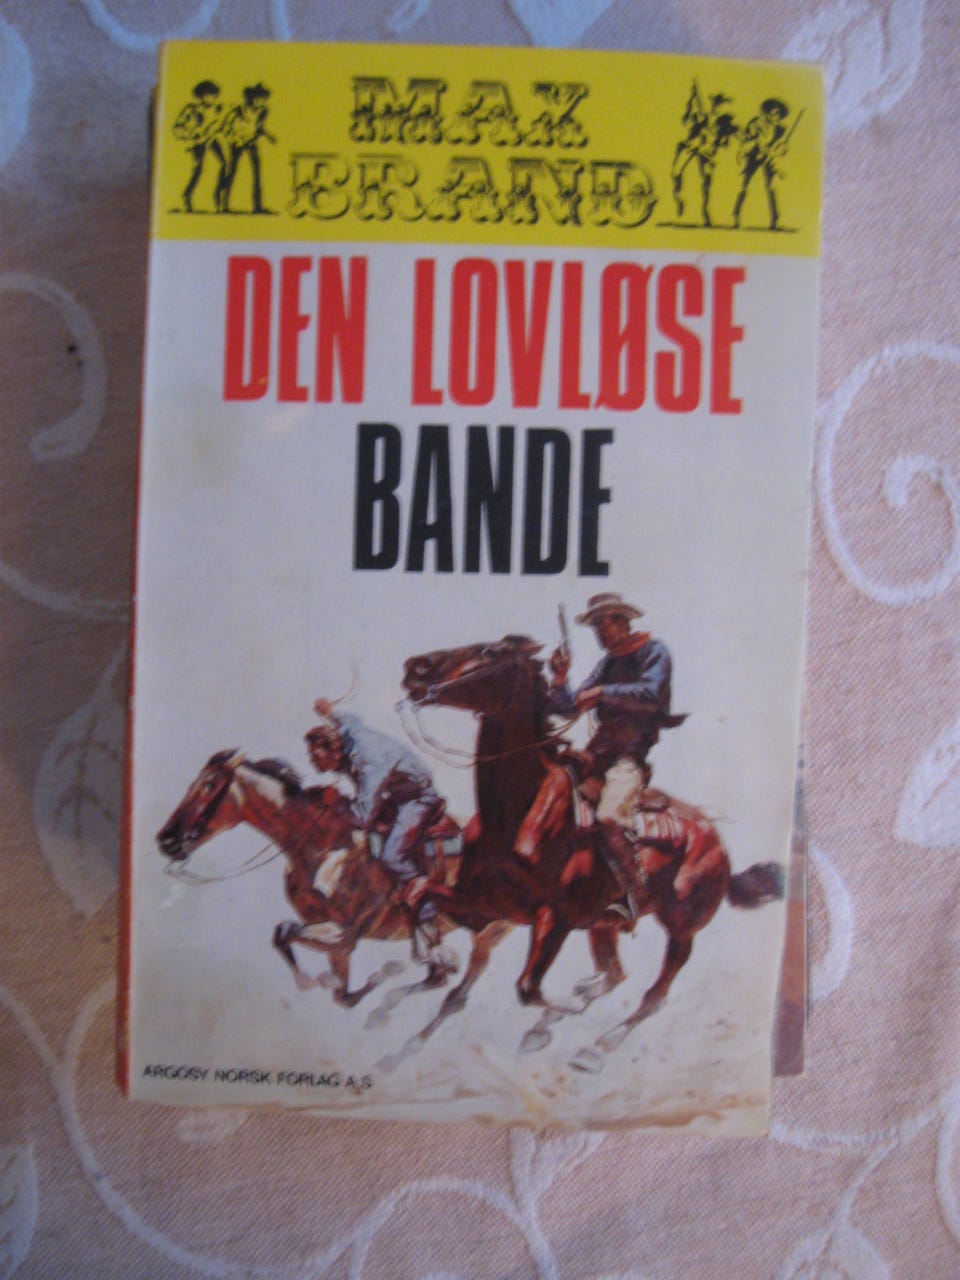 MAX
BRAND
DEN LOVLØSE
BANDE
ARGOSY NORSK FORLAG A.S